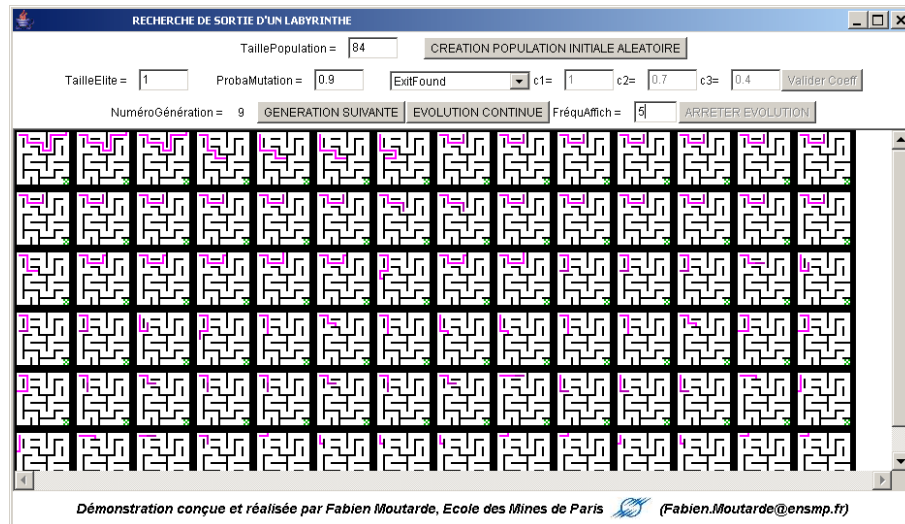 RECHERCHE DE SORTIE D'UN LABYRINTHE
TaillePopulation = 84 CREATION POPULATION INITIALE ALEATOIRE
TailleElite = 1 ProbaMutation = 0.9 ExitFound c1= 1 c2= 0.7 c3= 0.4 Valider Coeff
NuméroGénération = 9 GENERATION SUIVANTE EVOLUTION CONTINUE FréquAffich = 5 ARRETER EVOLUTION
Démonstration conçue et réalisée par Fabien Moutarde, Ecole des Mines de Paris (Fabien.Moutarde@ensmp.fr)